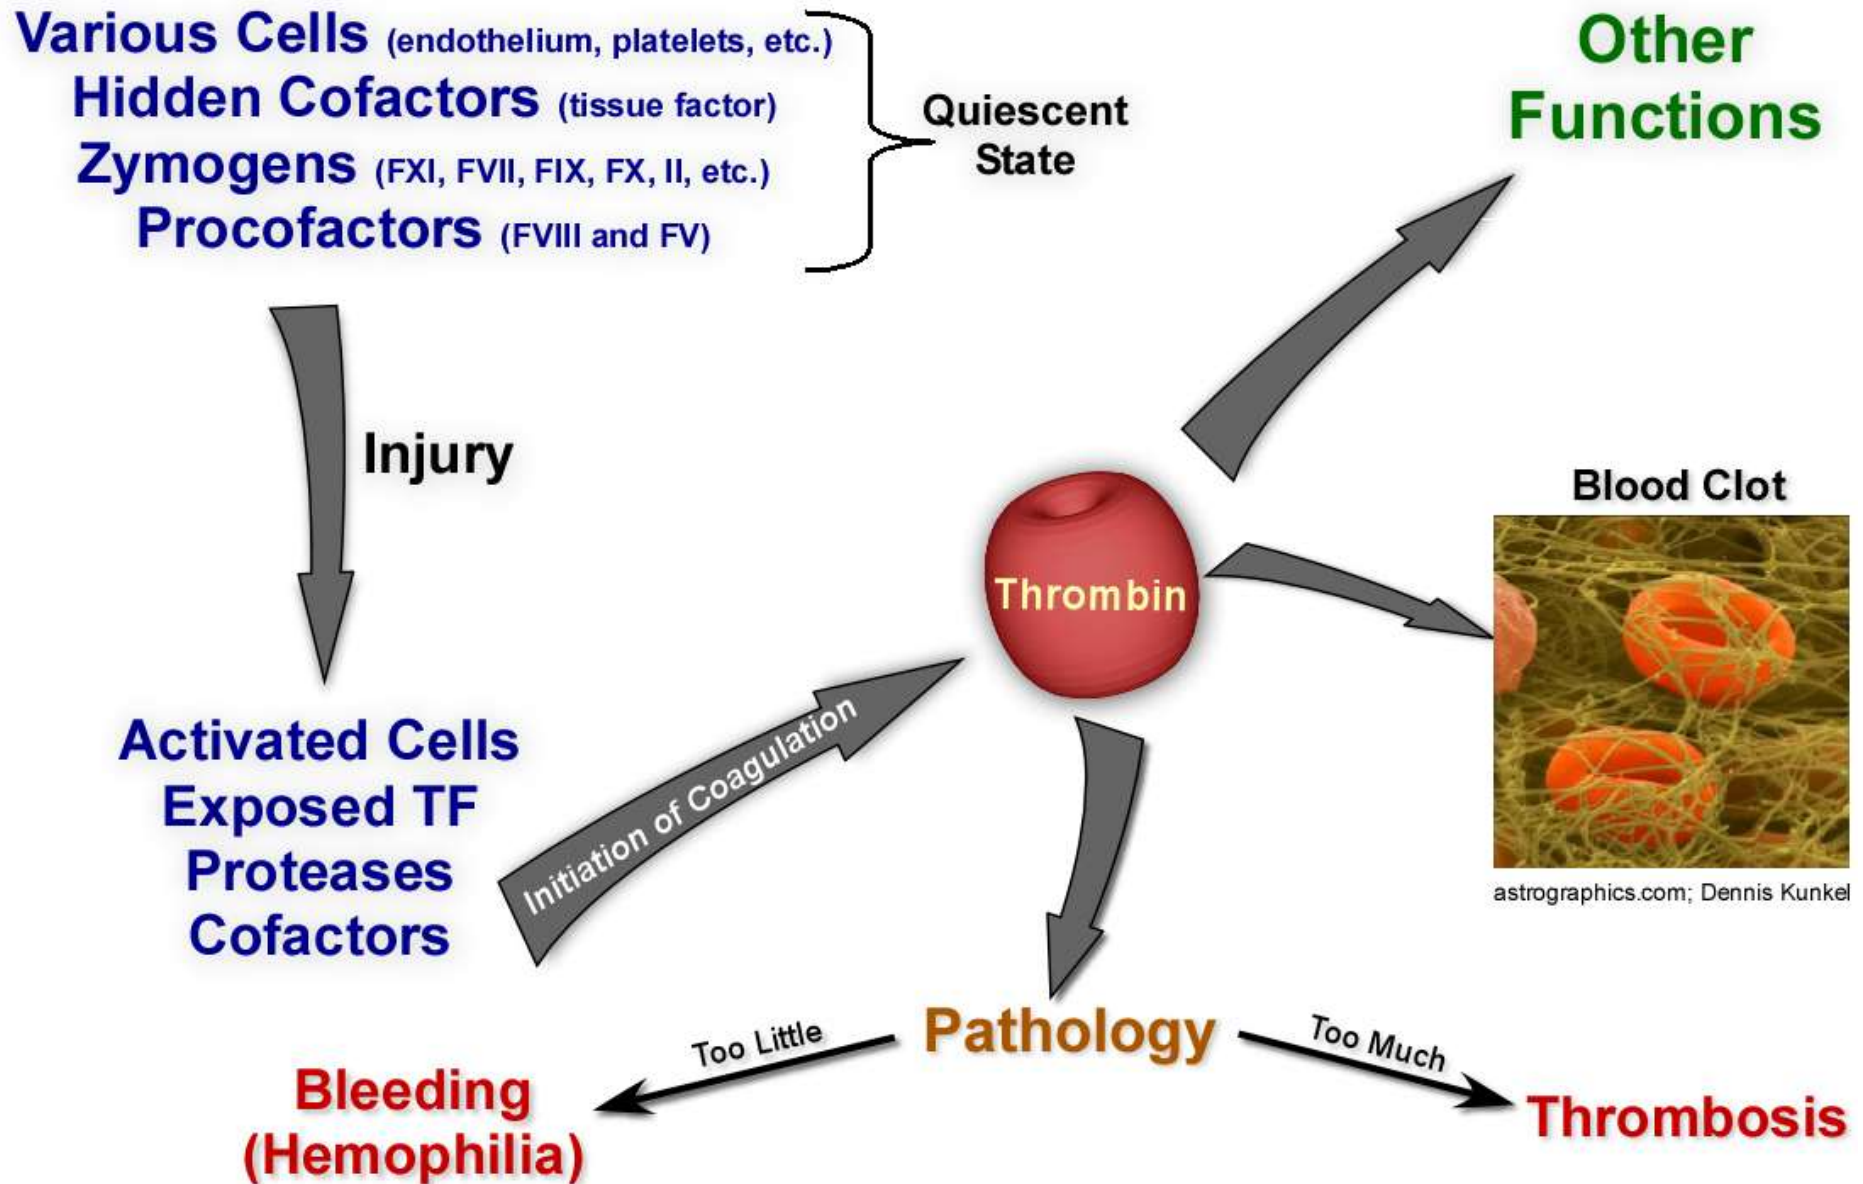 Various Cells (endothelium, platelets, etc.)
Hidden Cofactors (tissue factor)
Zymogens (FXI, FVII, FIX, FX, II, etc.)
Procofactors (FVIII and FV)
Quiescent
State
Other
Functions
Injury
Blood Clot
Thrombin
astrographics.com; Dennis Kunkel
Activated Cells
Exposed TF
Proteases
Cofactors
Initiation of Coagulation
Pathology
Too Little
Too Much
Bleeding
(Hemophilia)
Thrombosis